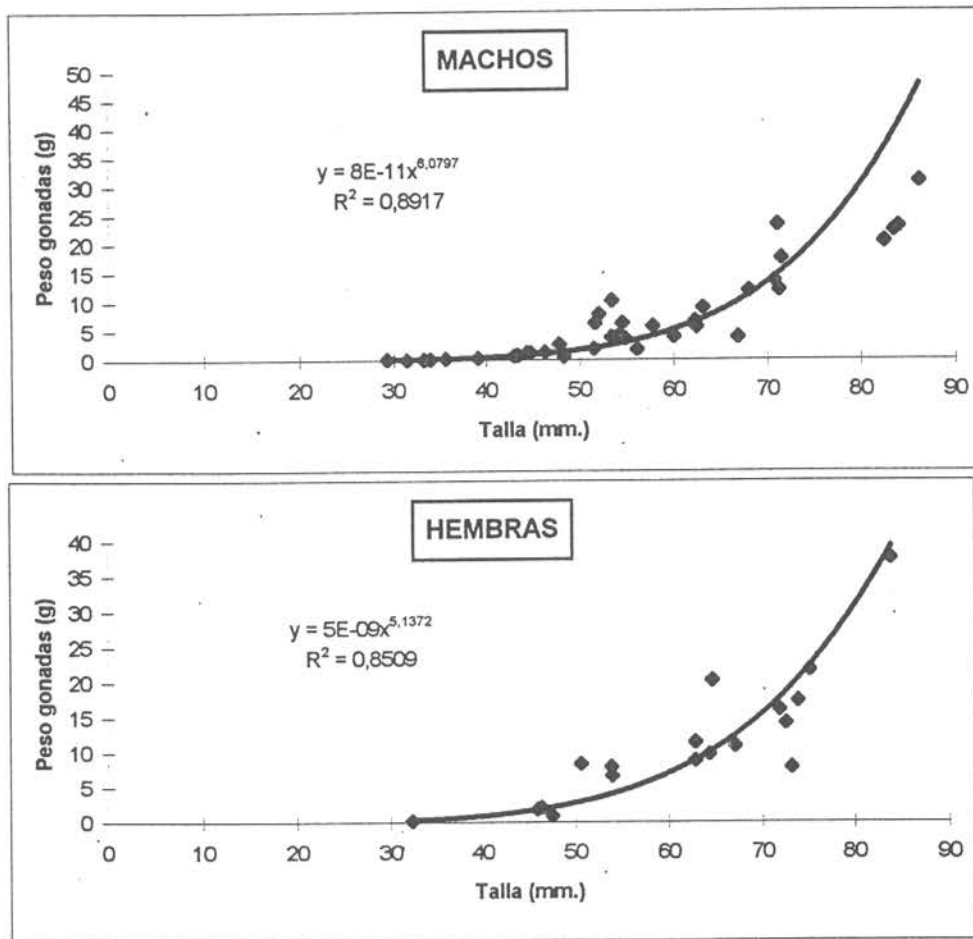 MACHOS
50
45
40
35
30
25
20
15
10
5
0
Peso gonadas (g)
y = 8E-11x^6,0797
R² = 0,8917
0 10 20 30 40 50 60 70 80 90
Talla (mm.)
HEMBRAS
40
35
30
25
20
15
10
5
0
Peso gonadas (g)
y = 5E-09x^5,1372
R² = 0,8509
0 10 20 30 40 50 60 70 80 90
Talla (mm.)